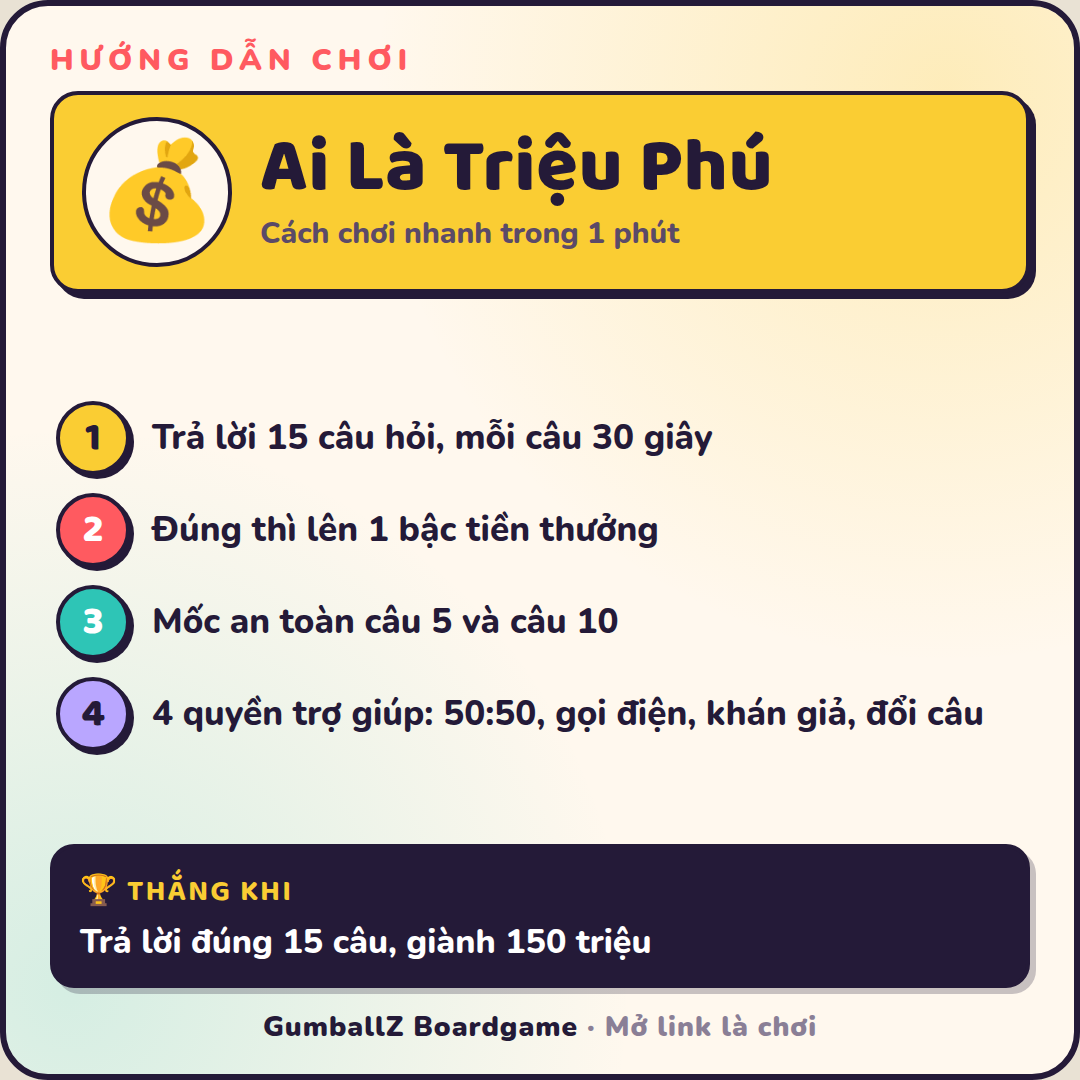 HƯỚNG DẪN CHƠI
Ai Là Triệu Phú
Cách chơi nhanh trong 1 phút
1 Trả lời 15 câu hỏi, mỗi câu 30 giây
2 Đúng thì lên 1 bậc tiền thưởng
3 Mốc an toàn câu 5 và câu 10
4 4 quyền trợ giúp: 50:50, gọi điện, khán giả, đổi câu
🏆 THẮNG KHI
Trả lời đúng 15 câu, giành 150 triệu
GumballZ Boardgame · Mở link là chơi